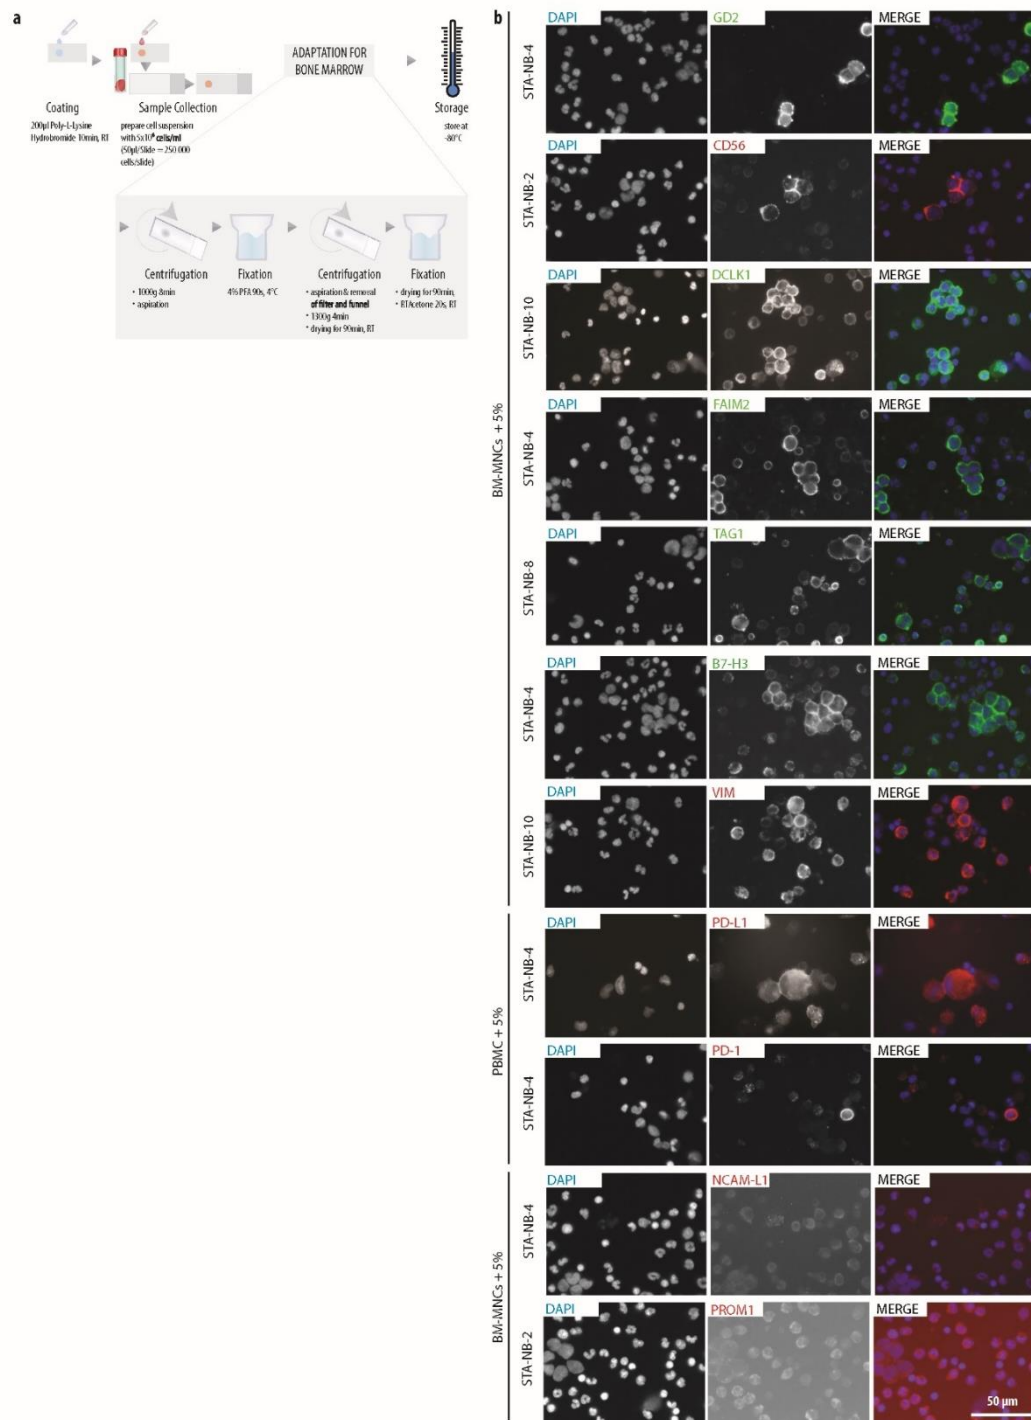 a
Coating
200µl Poly-L-Lysine
Hydrobromide 10min, RT
Sample Collection
prepare cell suspension
with 5x10⁶ cells/ml
(50µl/Slide = 250 000
cells/slide)
ADAPTATION FOR
BONE MARROW
Storage
store at
-80°C
Centrifugation
• 1000g 8min
• aspiration
Fixation
4% PFA 90s, 4°C
Centrifugation
• aspiration & removal
of filter and funnel
• 1300g 4min
• drying for 90min, RT
Fixation
• drying for 90min,
• RTAcetone 20s, RT
b
BM-MNCs + 5%
STA-NB-4
DAPI GD2 MERGE
STA-NB-2
DAPI CD56 MERGE
STA-NB-10
DAPI DCLK1 MERGE
STA-NB-4
DAPI FAIM2 MERGE
STA-NB-8
DAPI TAG1 MERGE
STA-NB-4
DAPI B7-H3 MERGE
STA-NB-10
DAPI VIM MERGE
PBMC + 5%
STA-NB-4
DAPI PD-L1 MERGE
STA-NB-4
DAPI PD-1 MERGE
BM-MNCs + 5%
STA-NB-4
DAPI NCAM-L1 MERGE
STA-NB-2
DAPI PROM1 MERGE
50 µm